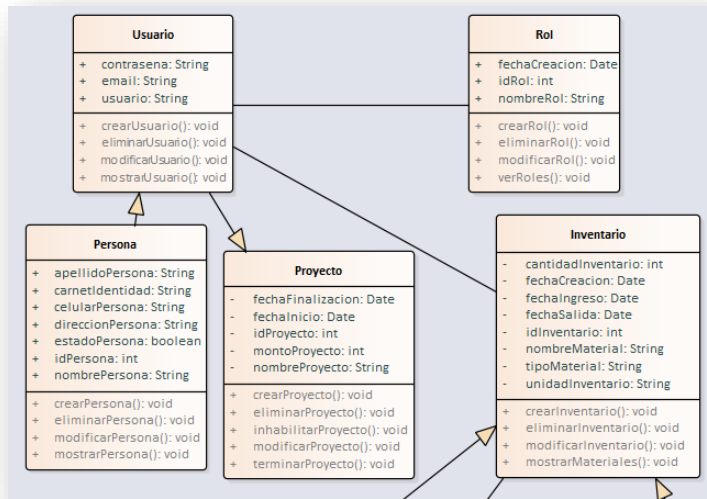 Usuario
+ contrasena: String
+ email: String
+ usuario: String
+ crearUsuario(): void
+ eliminarUsuario(): void
+ modificarUsuario(): void
+ mostrarUsuario(): void
Rol
+ fechaCreacion: Date
+ idRol: int
+ nombreRol: String
+ crearRol(): void
+ eliminarRol(): void
+ modificarRol(): void
+ verRoles(): void
Persona
+ apellidoPersona: String
+ carnetIdentidad: String
+ celularPersona: String
+ direccionPersona: String
+ estadoPersona: boolean
+ idPersona: int
+ nombrePersona: String
+ crearPersona(): void
+ eliminarPersona(): void
+ modificarPersona(): void
+ mostrarPersona(): void
Proyecto
- fechaFinalizacion: Date
- fechaInicio: Date
- idProyecto: int
- montoProyecto: int
- nombreProyecto: String
+ crearProyecto(): void
+ eliminarProyecto(): void
+ inhabilitarProyecto(): void
+ modificarProyecto(): void
+ terminarProyecto(): void
Inventario
- cantidadInventario: int
- fechaCreacion: Date
- fechaIngreso: Date
- fechaSalida: Date
- idInventario: int
- nombreMaterial: String
- tipoMaterial: String
- unidadInventario: String
+ crearInventario(): void
+ eliminarInventario(): void
+ modificarInventario(): void
+ mostrarMateriales(): void